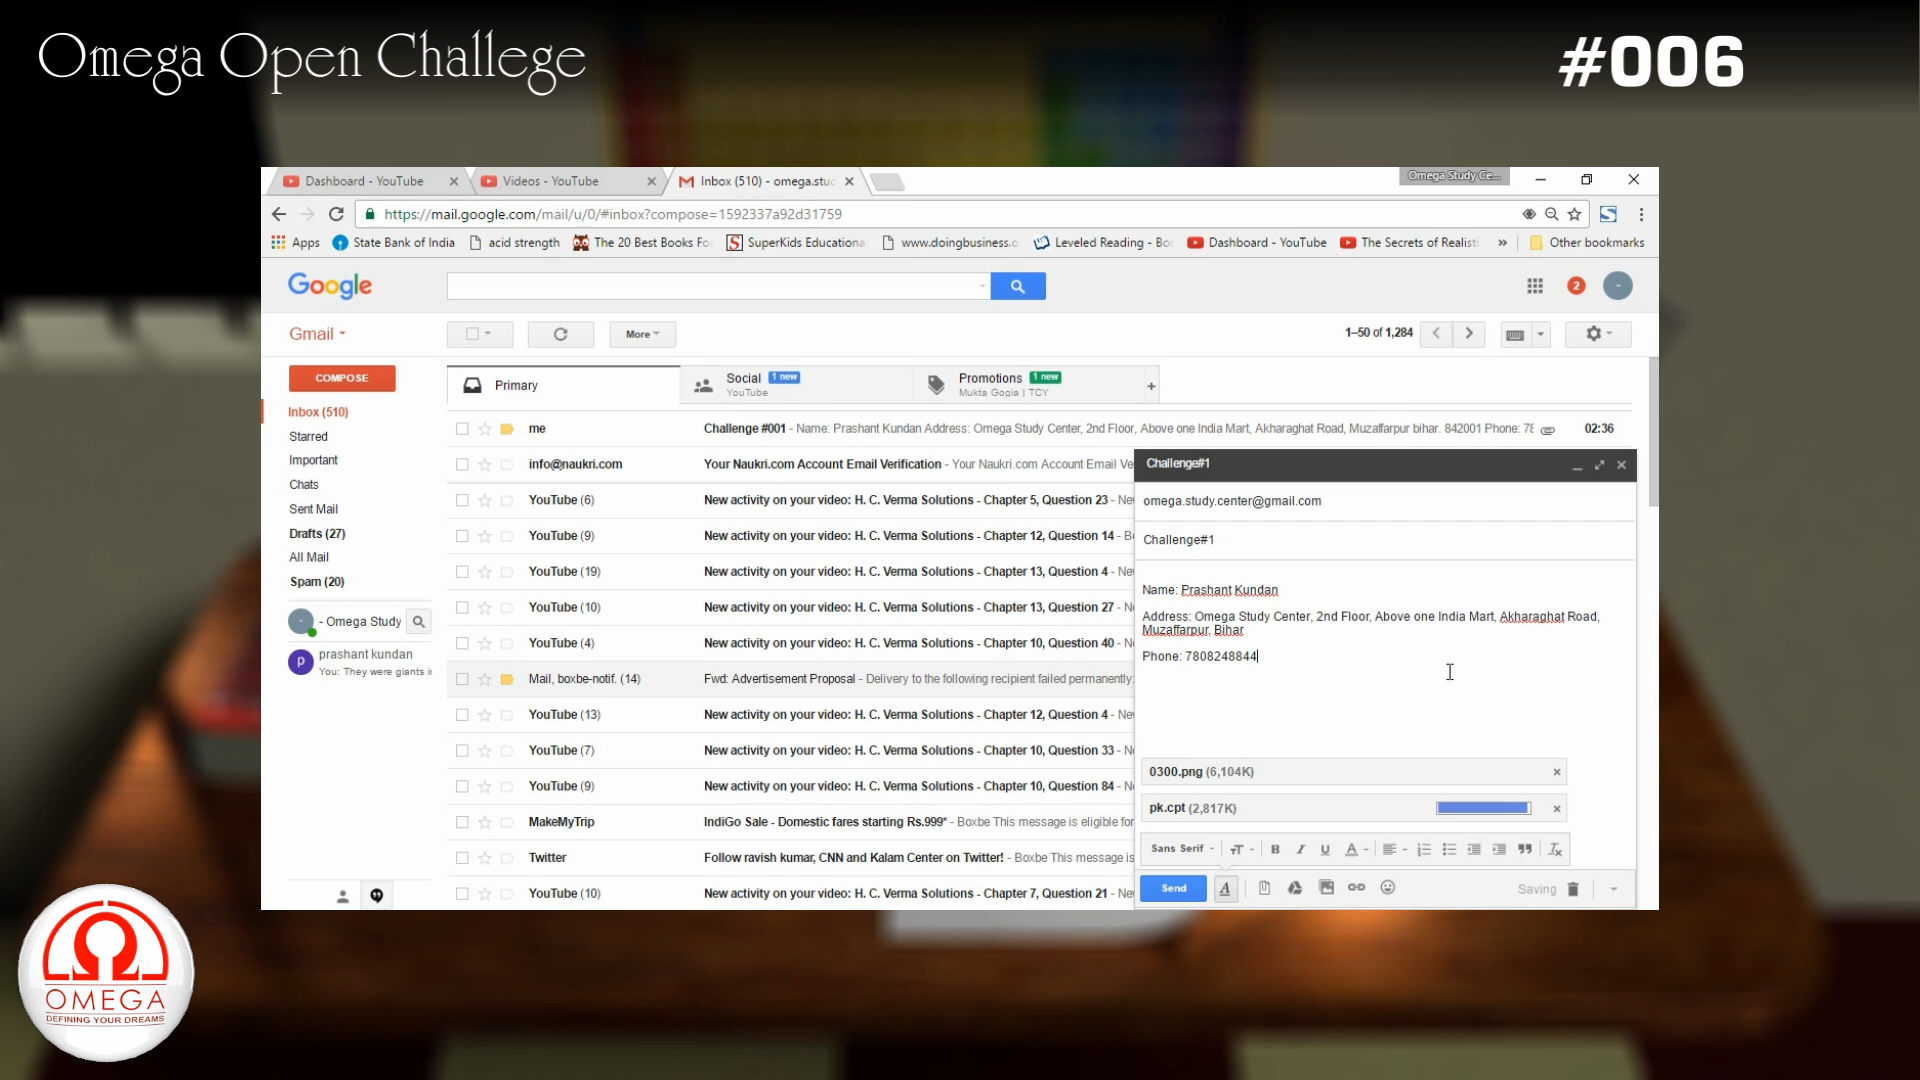 Omega Open Challege
#006
Dashboard - YouTube
Videos - YouTube
Inbox (510) - omega.stuc
Omega Study Ce...
https://mail.google.com/mail/u/0/#inbox?compose=1592337a92d31759
Apps
State Bank of India
acid strength
The 20 Best Books Fo
SuperKids Educationa
www.doingbusiness.o
Leveled Reading - Boo
Dashboard - YouTube
The Secrets of Realisti
»
Other bookmarks
Google
2
Gmail
More
1–50 of 1,284
COMPOSE
Primary
Social 1 new
YouTube
Promotions 1 new
Mukta Gogia | TCY
+
Inbox (510)
Starred
Important
Chats
Sent Mail
Drafts (27)
All Mail
Spam (20)
- Omega Study
p
prashant kundan
You: They were giants i
me Challenge #001 - Name: Prashant Kundan Address: Omega Study Center, 2nd Floor, Above one India Mart, Akharaghat Road, Muzaffarpur bihar. 842001 Phone: 78 02:36
info@naukri.com Your Naukri.com Account Email Verification - Your Naukri.com Account Email Ve
YouTube (6) New activity on your video: H. C. Verma Solutions - Chapter 5, Question 23 - Ne
YouTube (9) New activity on your video: H. C. Verma Solutions - Chapter 12, Question 14 - B
YouTube (19) New activity on your video: H. C. Verma Solutions - Chapter 13, Question 4 - Ne
YouTube (10) New activity on your video: H. C. Verma Solutions - Chapter 13, Question 27 - N
YouTube (4) New activity on your video: H. C. Verma Solutions - Chapter 10, Question 40 - N
Mail, boxbe-notif. (14) Fwd: Advertisement Proposal - Delivery to the following recipient failed permanently:
YouTube (13) New activity on your video: H. C. Verma Solutions - Chapter 12, Question 4 - Ne
YouTube (7) New activity on your video: H. C. Verma Solutions - Chapter 10, Question 33 - N
YouTube (9) New activity on your video: H. C. Verma Solutions - Chapter 10, Question 84 - N
MakeMyTrip IndiGo Sale - Domestic fares starting Rs.999* - Boxbe This message is eligible for
Twitter Follow ravish kumar, CNN and Kalam Center on Twitter! - Boxbe This message is
YouTube (10) New activity on your video: H. C. Verma Solutions - Chapter 7, Question 21 - Ne
Challenge#1
omega.study.center@gmail.com
Challenge#1
Name: Prashant Kundan
Address: Omega Study Center, 2nd Floor, Above one India Mart, Akharaghat Road,
Muzaffarpur, Bihar
Phone: 7808248844
0300.png (6,104K)
pk.cpt (2,817K)
Sans Serif
Send
Saving
OMEGA
DEFINING YOUR DREAMS